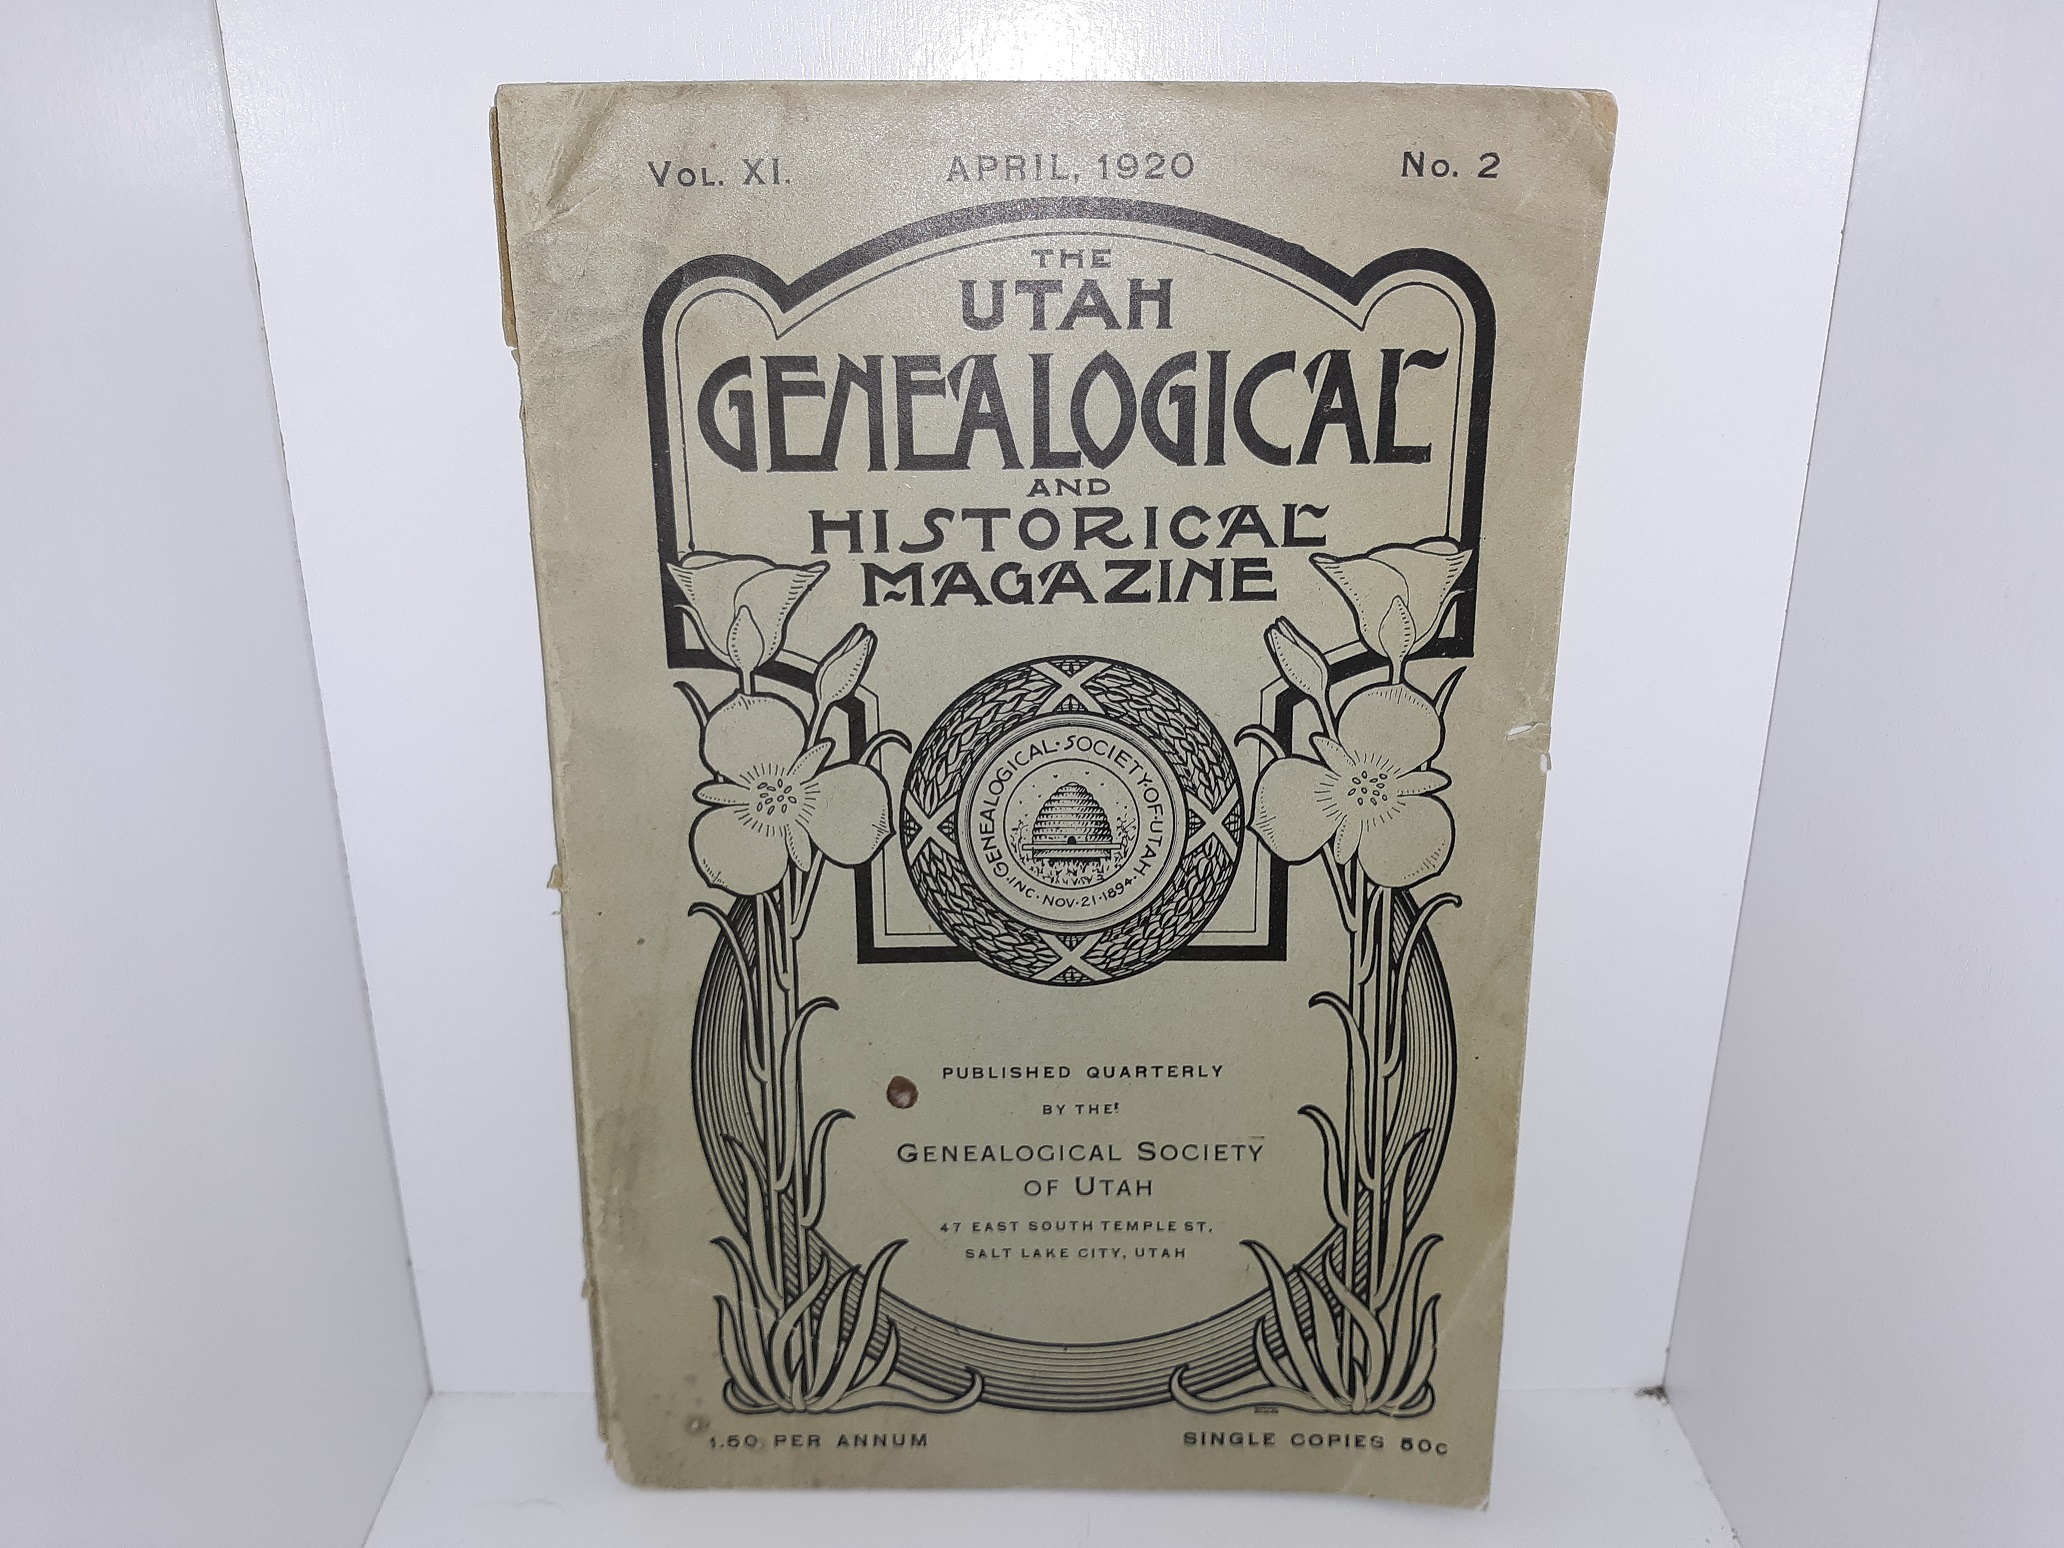 VOL. XI. APRIL, 1920 No. 2
THE
UTAH
GENEALOGICAL
AND
HISTORICAL
MAGAZINE
GENEALOGICAL·SOCIETY·OF·UTAH·
INC·NOV·21·1894·
PUBLISHED QUARTERLY
BY THE
GENEALOGICAL SOCIETY
OF UTAH
47 EAST SOUTH TEMPLE ST.
SALT LAKE CITY, UTAH
1.50 PER ANNUM SINGLE COPIES 50c